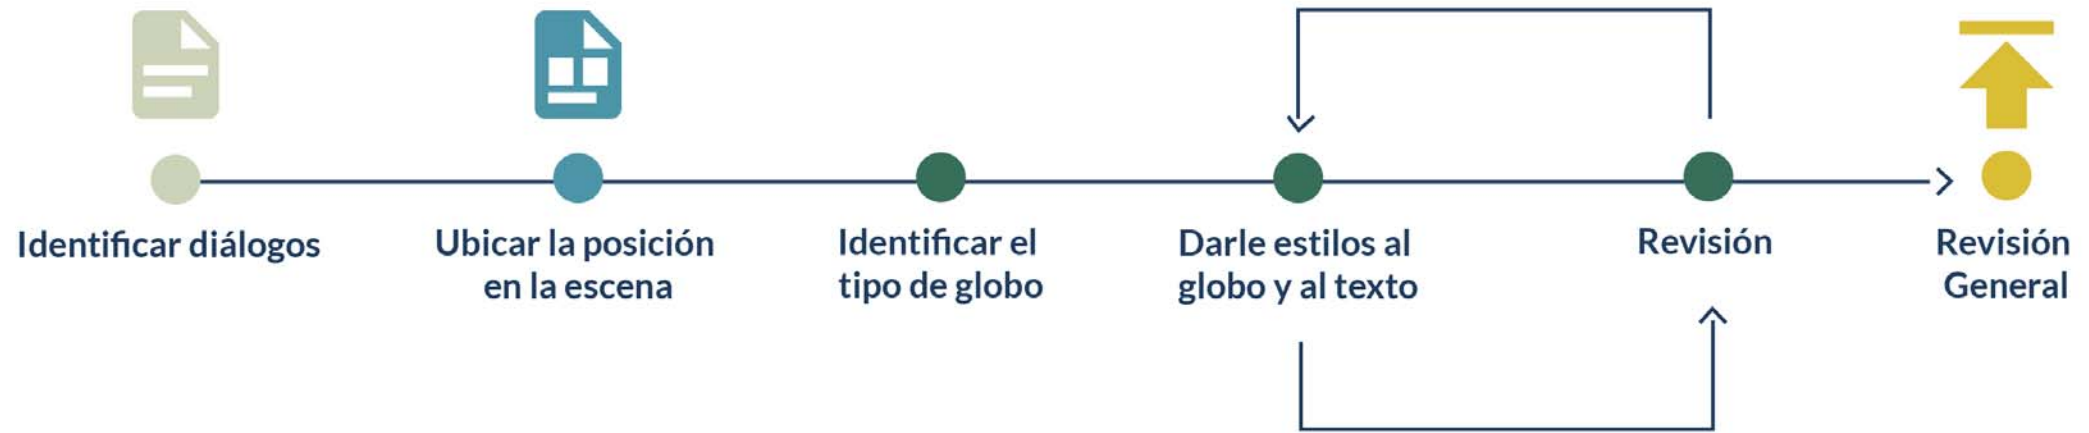 Identificar diálogos
Ubicar la posición
en la escena
Identificar el
tipo de globo
Darle estilos al
globo y al texto
Revisión
Revisión
General